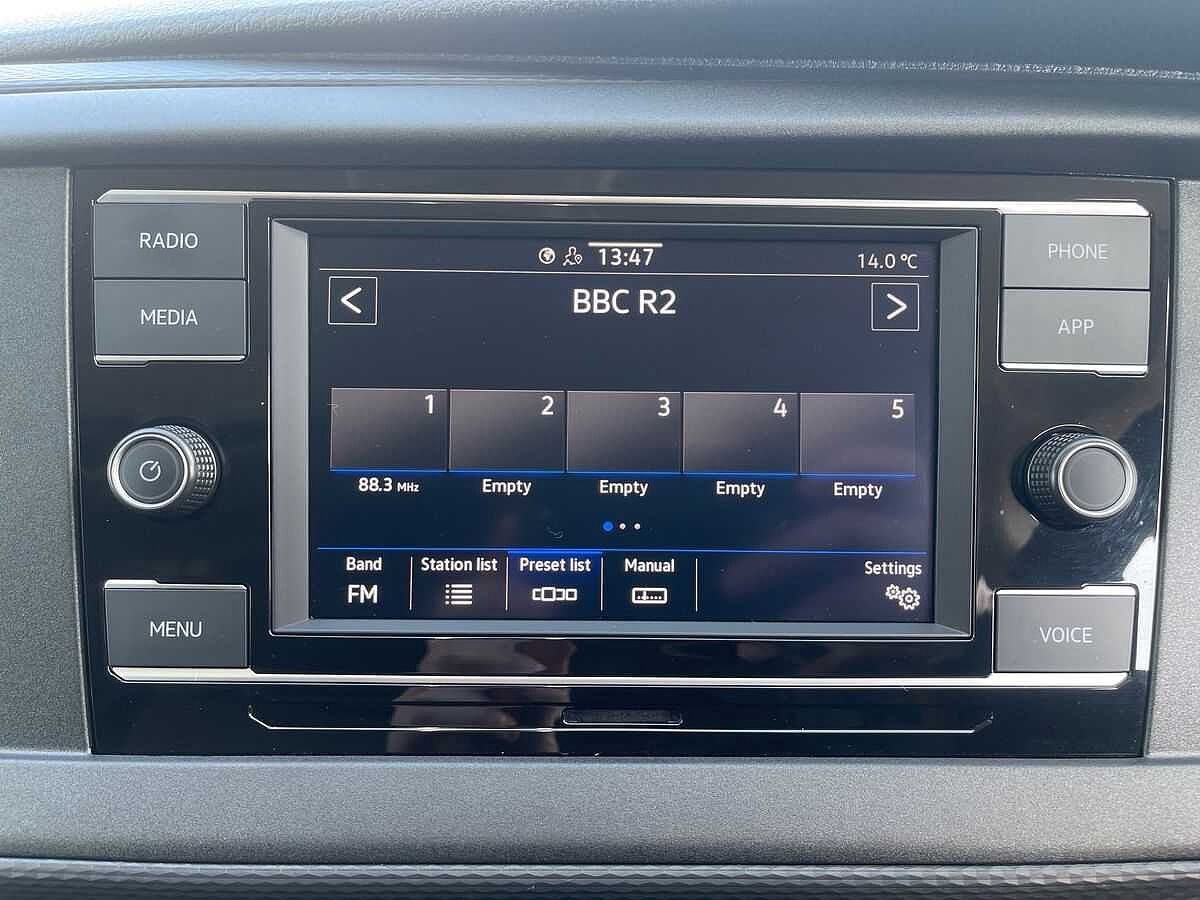 RADIO
MEDIA
MENU
13:47
14.0 °C
<
BBC R2
>
1
2
3
4
5
88.3 MHz
Empty
Empty
Empty
Empty
Band
FM
Station list
Preset list
Manual
Settings
PHONE
APP
VOICE